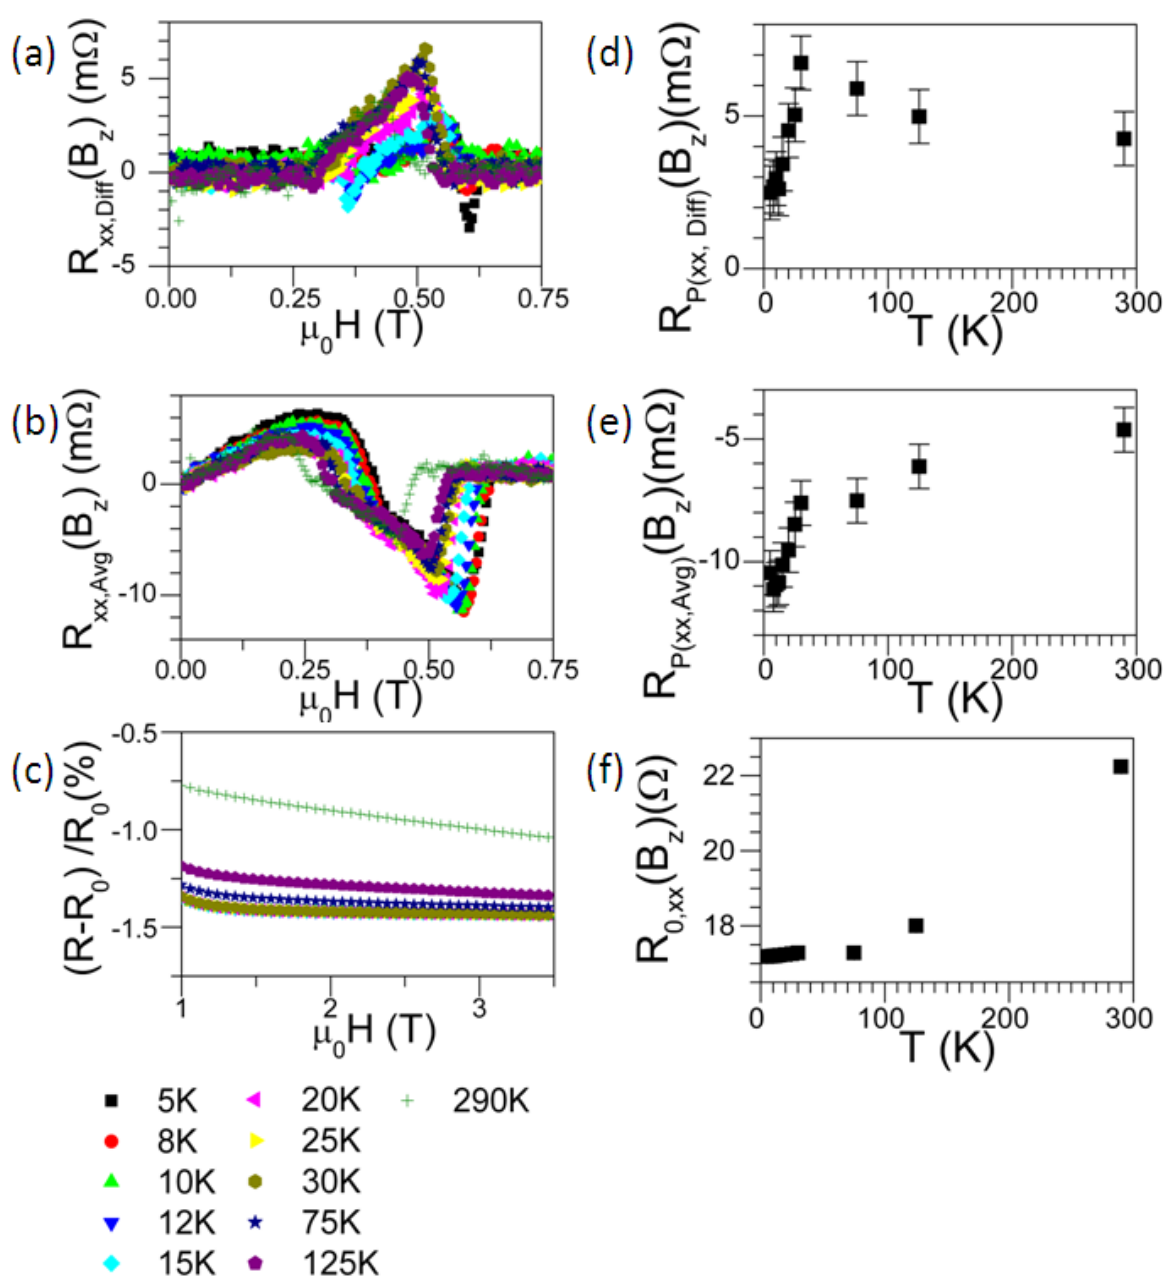 (a)
R_xx,Diff(B_z) (mΩ)
5
0
-5
0.00 0.25 0.50 0.75
μ_0H (T)
(d)
R_P(xx, Diff)(B_z)(mΩ)
5
0
0 100 200 300
T (K)
(b)
R_xx,Avg(B_z) (mΩ)
0
-10
0.00 0.25 0.50 0.75
μ_0H (T)
(e)
R_P(xx,Avg)(B_z)(mΩ)
-5
-10
0 100 200 300
T (K)
(c)
(R-R_0) /R_0(%)
-0.5
-1.0
-1.5
1 2 3
μ_0H (T)
(f)
R_0,xx(B_z)(Ω)
22
20
18
0 100 200 300
T (K)
5K 20K 290K
8K 25K
10K 30K
12K 75K
15K 125K